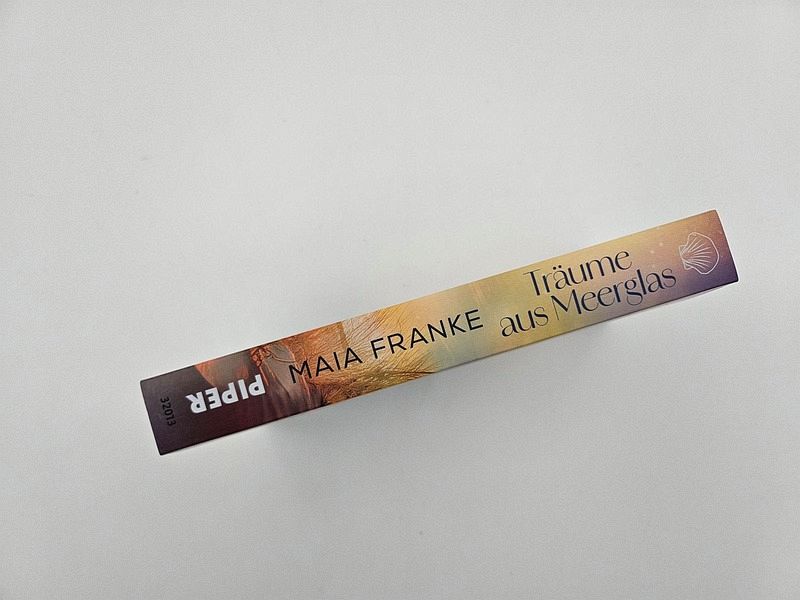 Träume
aus Meerglas
MAIA FRANKE
PIPER
32013